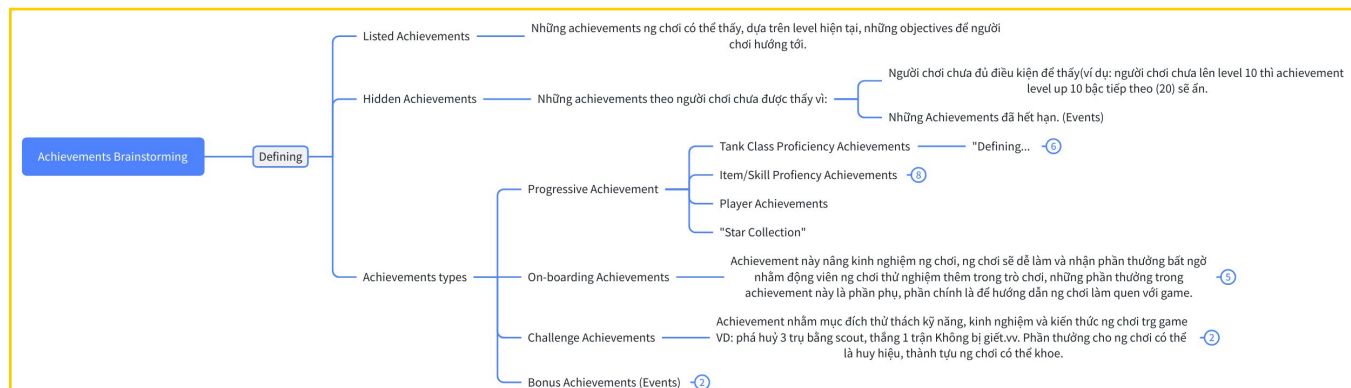 Achievements Brainstorming
Defining
Listed Achievements
Những achievements ng chơi có thể thấy, dựa trên level hiện tại, những objectives để người
chơi hướng tới.
Hidden Achievements
Những achievements theo người chơi chưa được thấy vì:
Người chơi chưa đủ điều kiện để thấy(ví dụ: người chơi chưa lên level 10 thì achievement
level up 10 bậc tiếp theo (20) sẽ ẩn.
Những Achievements đã hết hạn. (Events)
Achievements types
Progressive Achievement
Tank Class Proficiency Achievements
"Defining...
6
Item/Skill Profiency Achievements
8
Player Achievements
"Star Collection"
On-boarding Achievements
Achievement này nâng kinh nghiệm ng chơi, ng chơi sẽ dễ làm và nhận phần thưởng bất ngờ
nhằm động viên ng chơi thử nghiệm thêm trong trò chơi, những phần thưởng trong
achievement này là phần phụ, phần chính là để hướng dẫn ng chơi làm quen với game.
5
Challenge Achievements
Achievement nhằm mục đích thử thách kỹ năng, kinh nghiệm và kiến thức ng chơi trg game
VD: phá huỷ 3 trụ bằng scout, thắng 1 trận Không bị giết.vv. Phần thưởng cho ng chơi có thể
là huy hiệu, thành tựu ng chơi có thể khoe.
2
Bonus Achievements (Events)
2